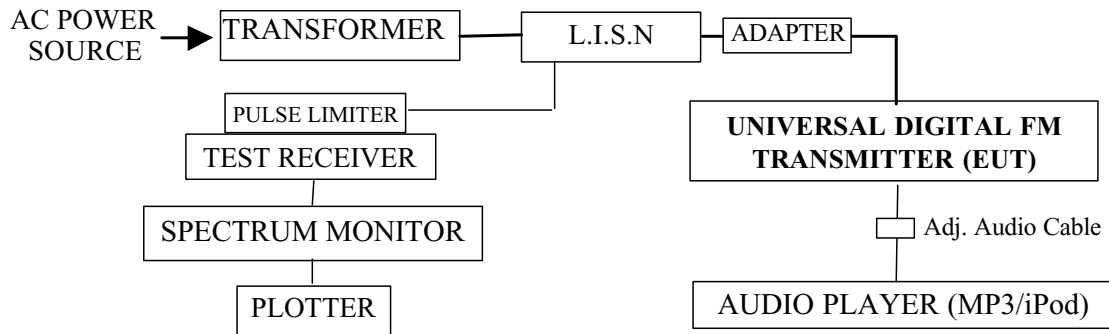 AC POWER
SOURCE
TRANSFORMER
L.I.S.N
ADAPTER
PULSE LIMITER
TEST RECEIVER
SPECTRUM MONITOR
PLOTTER
UNIVERSAL DIGITAL FM
TRANSMITTER (EUT)
Adj. Audio Cable
AUDIO PLAYER (MP3/iPod)